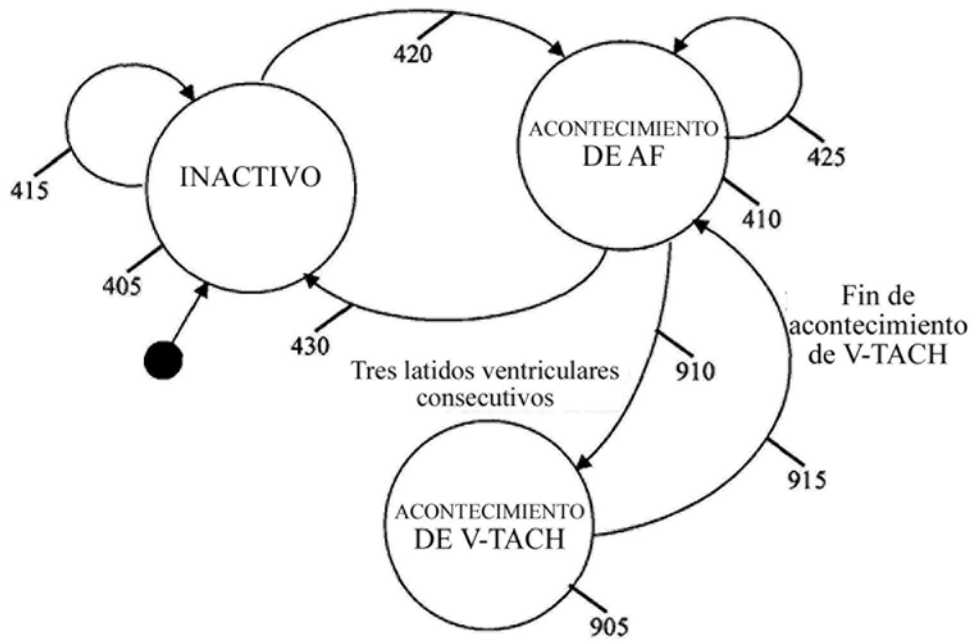 420
ACONTECIMIENTO
DE AF
425
415
INACTIVO
410
405
430
Fin de
acontecimiento
de V-TACH
Tres latidos ventriculares
consecutivos
910
915
ACONTECIMIENTO
DE V-TACH
905